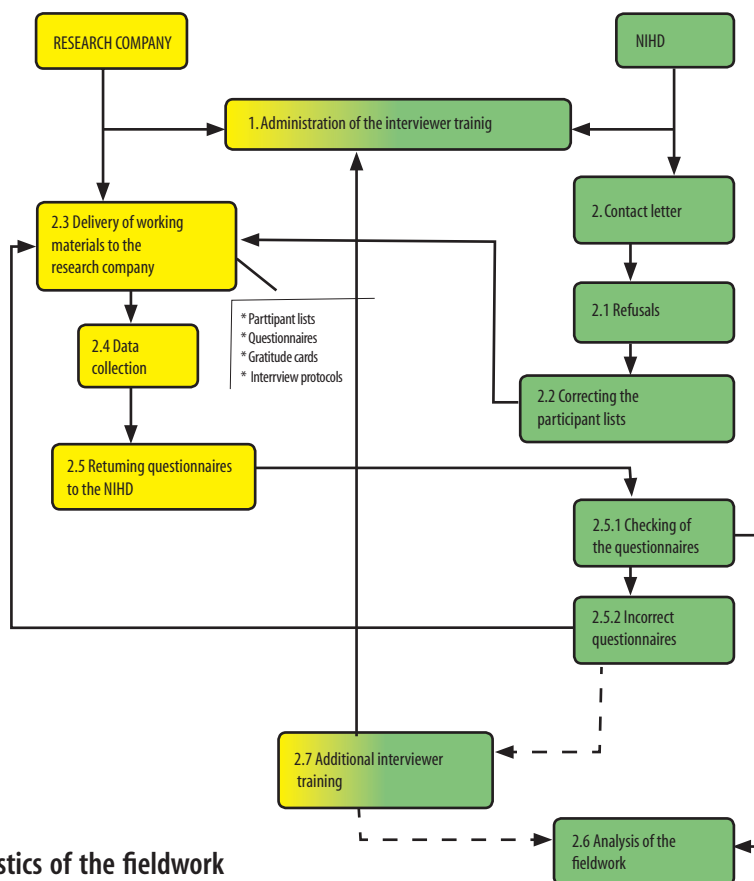 RESEARCH COMPANY
NIHD
1. Administration of the interviewer trainig
2.3 Delivery of working
materials to the
research company
2. Contact letter
* Parttipant lists
* Questionnaires
* Gratitude cards
* Interrview protocols
2.1 Refusals
2.4 Data
collection
2.2 Correcting the
participant lists
2.5 Retuming questionnaires
to the NIHD
2.5.1 Checking of
the questionnaires
2.5.2 Incorrect
questionnaires
2.7 Additional interviewer
training
2.6 Analysis of the
fieldwork
stics of the fieldwork